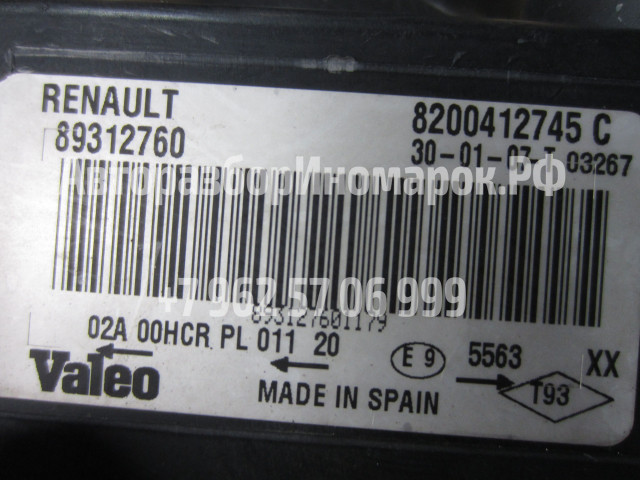 RENAULT
8200412745 C
89312760
30-01-07-T 03267
АвторазборИномарок.РФ
+7 962 57 06 999
893127601179
02A 00HCR PL 011 20
E 9
5563
XX
Valeo
MADE IN SPAIN
T93